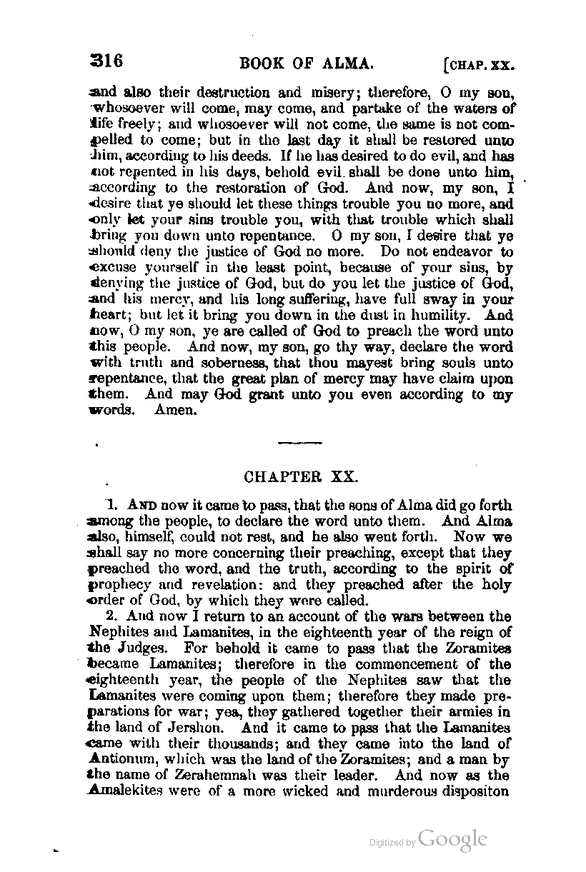 316 BOOK OF ALMA. [CHAP. XX.
and also their destruction and misery; therefore, O my son,
whosoever will come, may come, and partake of the waters of
life freely; and whosoever will not come, the same is not com-
pelled to come; but in the last day it shall be restored unto
him, according to his deeds. If he has desired to do evil, and has
not repented in his days, behold evil shall be done unto him,
according to the restoration of God. And now, my son, I
desire that ye should let these things trouble you no more, and
only let your sins trouble you, with that trouble which shall
bring you down unto repentance. O my son, I desire that ye
should deny the justice of God no more. Do not endeavor to
excuse yourself in the least point, because of your sins, by
denying the justice of God, but do you let the justice of God,
and his mercy, and his long suffering, have full sway in your
heart; but let it bring you down in the dust in humility. And
now, O my son, ye are called of God to preach the word unto
this people. And now, my son, go thy way, declare the word
with truth and soberness, that thou mayest bring souls unto
repentance, that the great plan of mercy may have claim upon
them. And may God grant unto you even according to my
words. Amen.
CHAPTER XX.
1. AND now it came to pass, that the sons of Alma did go forth
among the people, to declare the word unto them. And Alma
also, himself, could not rest, and he also went forth. Now we
shall say no more concerning their preaching, except that they
preached the word, and the truth, according to the spirit of
prophecy and revelation: and they preached after the holy
order of God, by which they were called.
2. And now I return to an account of the wars between the
Nephites and Lamanites, in the eighteenth year of the reign of
the Judges. For behold it came to pass that the Zoramites
became Lamanites; therefore in the commencement of the
eighteenth year, the people of the Nephites saw that the
Lamanites were coming upon them; therefore they made pre-
parations for war; yea, they gathered together their armies in
the land of Jershon. And it came to pass that the Lamanites
came with their thousands; and they came into the land of
Antionum, which was the land of the Zoramites; and a man by
the name of Zerahemnah was their leader. And now as the
Amalekites were of a more wicked and murderous dispositon
Digitized by Google